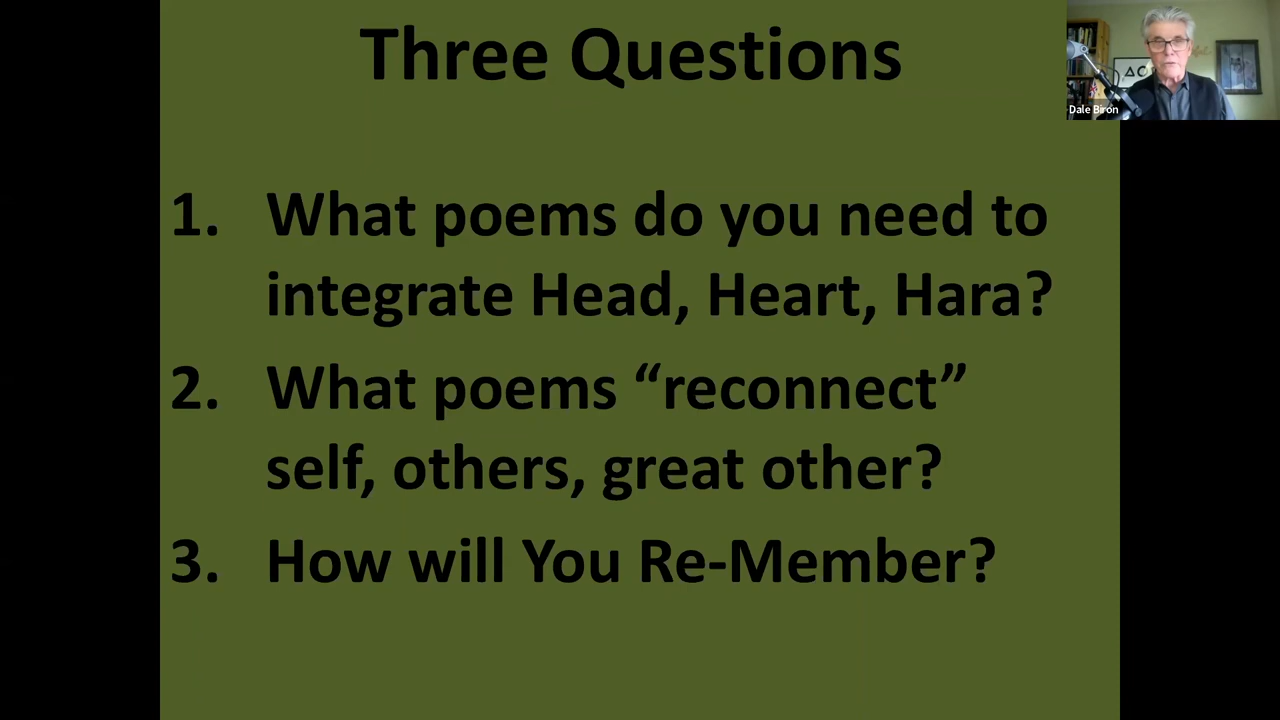 Three Questions
1. What poems do you need to
integrate Head, Heart, Hara?
2. What poems “reconnect”
self, others, great other?
3. How will You Re-Member?
Dale Biron